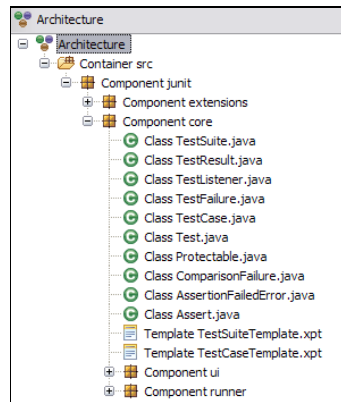 Architecture
Architecture
Container src
Component junit
Component extensions
Component core
Class TestSuite.java
Class TestResult.java
Class TestListener.java
Class TestFailure.java
Class TestCase.java
Class Test.java
Class Protectable.java
Class ComparisonFailure.java
Class AssertionFailedError.java
Class Assert.java
Template TestSuiteTemplate.xpt
Template TestCaseTemplate.xpt
Component ui
Component runner